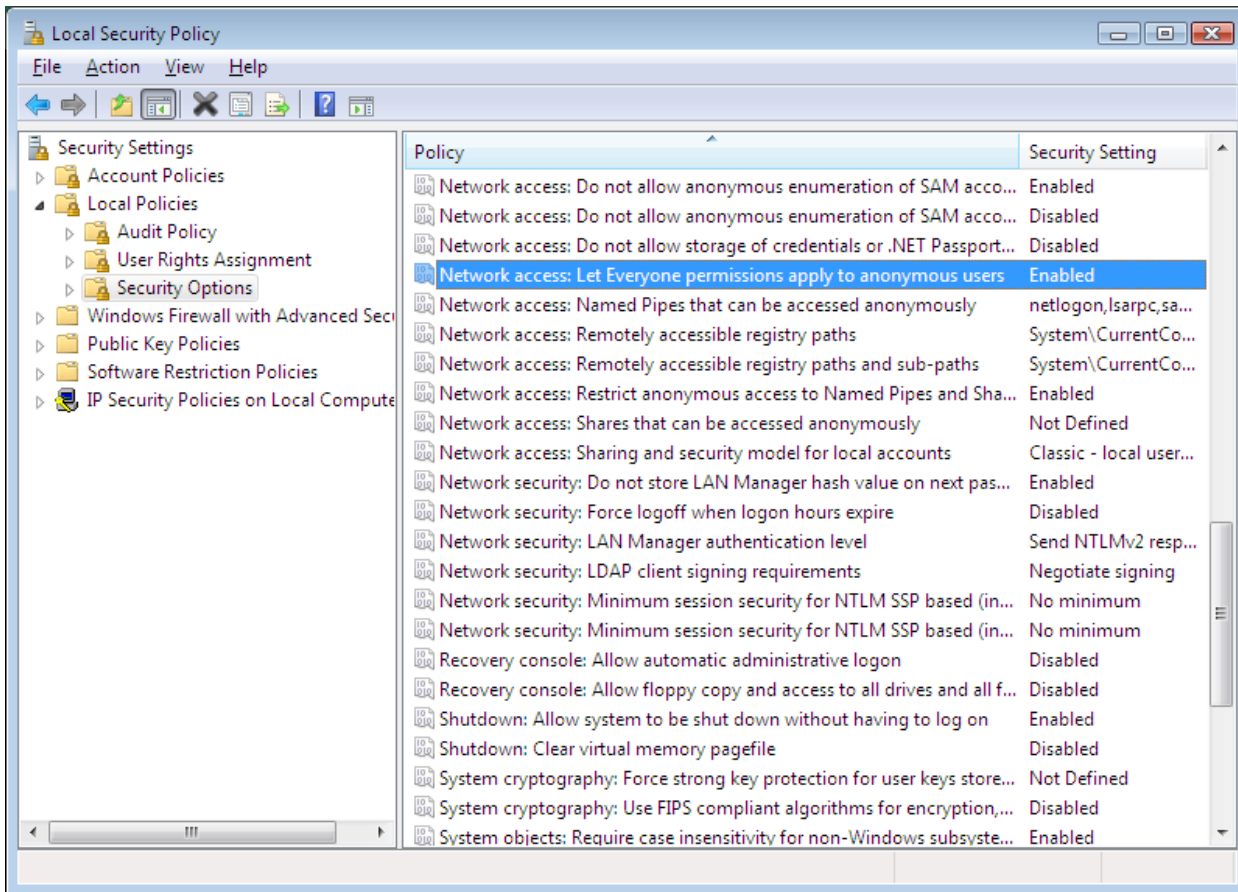 Local Security Policy
File Action View Help
Security Settings
Account Policies
Local Policies
Audit Policy
User Rights Assignment
Security Options
Windows Firewall with Advanced Secu
Public Key Policies
Software Restriction Policies
IP Security Policies on Local Compute
Policy Security Setting
Network access: Do not allow anonymous enumeration of SAM acco... Enabled
Network access: Do not allow anonymous enumeration of SAM acco... Disabled
Network access: Do not allow storage of credentials or .NET Passport... Disabled
Network access: Let Everyone permissions apply to anonymous users Enabled
Network access: Named Pipes that can be accessed anonymously netlogon,lsarpc,sa...
Network access: Remotely accessible registry paths System\CurrentCo...
Network access: Remotely accessible registry paths and sub-paths System\CurrentCo...
Network access: Restrict anonymous access to Named Pipes and Sha... Enabled
Network access: Shares that can be accessed anonymously Not Defined
Network access: Sharing and security model for local accounts Classic - local user...
Network security: Do not store LAN Manager hash value on next pas... Enabled
Network security: Force logoff when logon hours expire Disabled
Network security: LAN Manager authentication level Send NTLMv2 resp...
Network security: LDAP client signing requirements Negotiate signing
Network security: Minimum session security for NTLM SSP based (in... No minimum
Network security: Minimum session security for NTLM SSP based (in... No minimum
Recovery console: Allow automatic administrative logon Disabled
Recovery console: Allow floppy copy and access to all drives and all f... Disabled
Shutdown: Allow system to be shut down without having to log on Enabled
Shutdown: Clear virtual memory pagefile Disabled
System cryptography: Force strong key protection for user keys store... Not Defined
System cryptography: Use FIPS compliant algorithms for encryption,... Disabled
System objects: Require case insensitivity for non-Windows subsyste... Enabled